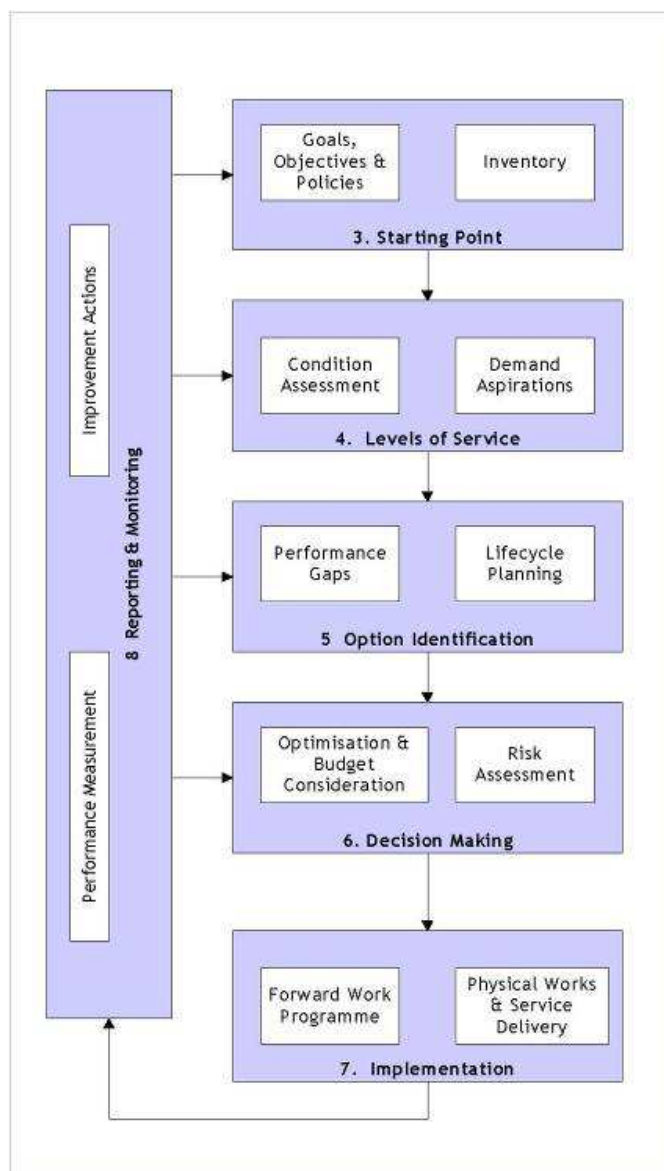 Goals,
Objectives &
Policies
Inventory
3. Starting Point
Improvement Actions
Condition
Assessment
Demand
Aspirations
4. Levels of Service
8 Reporting & Monitoring
Performance
Gaps
Lifecycle
Planning
5 Option Identification
Performance Measurement
Optimisation &
Budget
Consideration
Risk
Assessment
6. Decision Making
Forward Work
Programme
Physical Works
& Service
Delivery
7. Implementation